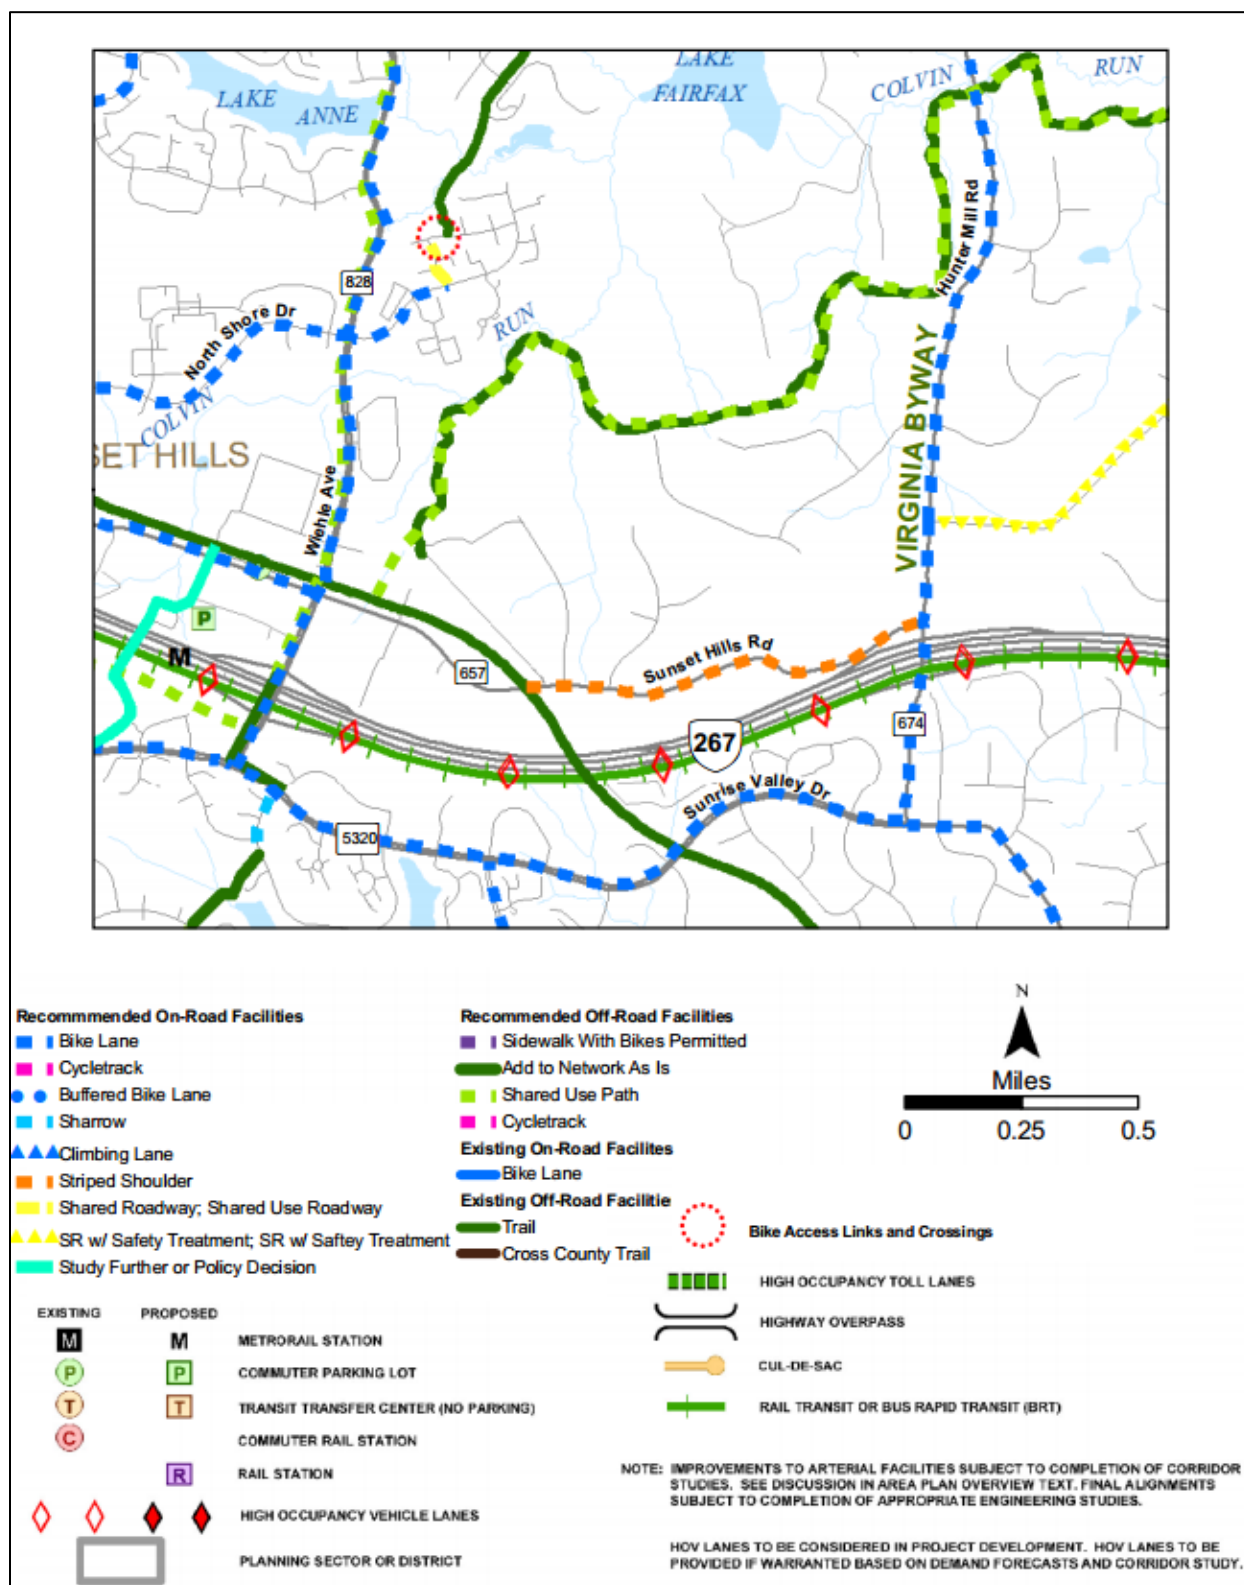 LAKE
ANNE
LAKE
FAIRFAX
COLVIN
RUN
828
Hunter Mill Rd
North Shore Dr
RUN
COLVIN
VIRGINIA BYWAY
SET HILLS
Wiehle Ave
P
M
657
Sunset Hills Rd
267
674
Sunrise Valley Dr
5320
Recommmended On-Road Facilities
Bike Lane
Cycletrack
Buffered Bike Lane
Sharrow
Climbing Lane
Striped Shoulder
Shared Roadway; Shared Use Roadway
SR w/ Safety Treatment; SR w/ Saftey Treatment
Study Further or Policy Decision
Recommended Off-Road Facilities
Sidewalk With Bikes Permitted
Add to Network As Is
Shared Use Path
Cycletrack
Existing On-Road Facilites
Bike Lane
Existing Off-Road Facilitie
Trail
Cross County Trail
N
Miles
0 0.25 0.5
Bike Access Links and Crossings
HIGH OCCUPANCY TOLL LANES
HIGHWAY OVERPASS
CUL-DE-SAC
RAIL TRANSIT OR BUS RAPID TRANSIT (BRT)
EXISTING PROPOSED
M M METRORAIL STATION
P P COMMUTER PARKING LOT
T T TRANSIT TRANSFER CENTER (NO PARKING)
C COMMUTER RAIL STATION
R RAIL STATION
HIGH OCCUPANCY VEHICLE LANES
PLANNING SECTOR OR DISTRICT
NOTE: IMPROVEMENTS TO ARTERIAL FACILITIES SUBJECT TO COMPLETION OF CORRIDOR
STUDIES. SEE DISCUSSION IN AREA PLAN OVERVIEW TEXT. FINAL ALIGNMENTS
SUBJECT TO COMPLETION OF APPROPRIATE ENGINEERING STUDIES.
HOV LANES TO BE CONSIDERED IN PROJECT DEVELOPMENT. HOV LANES TO BE
PROVIDED IF WARRANTED BASED ON DEMAND FORECASTS AND CORRIDOR STUDY.